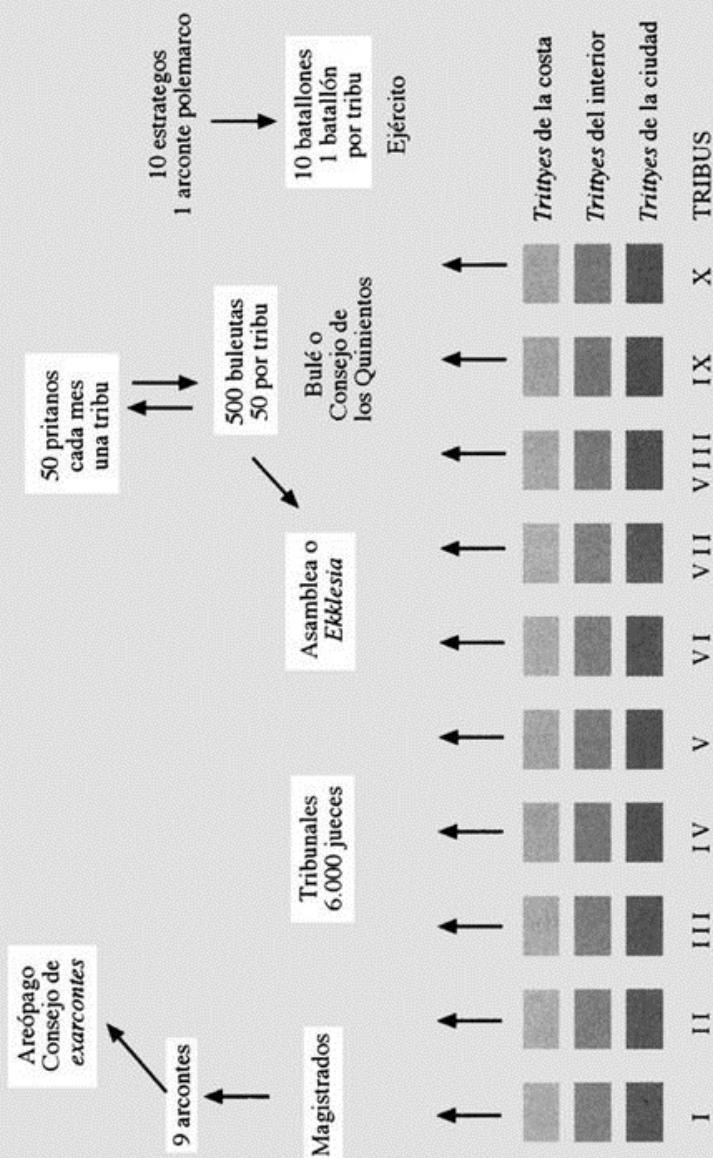 Areópago
Consejo de
exarcontes
9 arcontes
Magistrados
Tribunales
6.000 jueces
50 pritanos
cada mes
una tribu
500 buleutas
50 por tribu
Asamblea o
Ekklesia
Bulé o
Consejo de
los Quinientos
10 estrategos
1 arconte polemarco
10 batallones
1 batallón
por tribu
Ejército
Trittyes de la costa
Trittyes del interior
Trittyes de la ciudad
I II III IV V VI VII VIII IX X TRIBUS